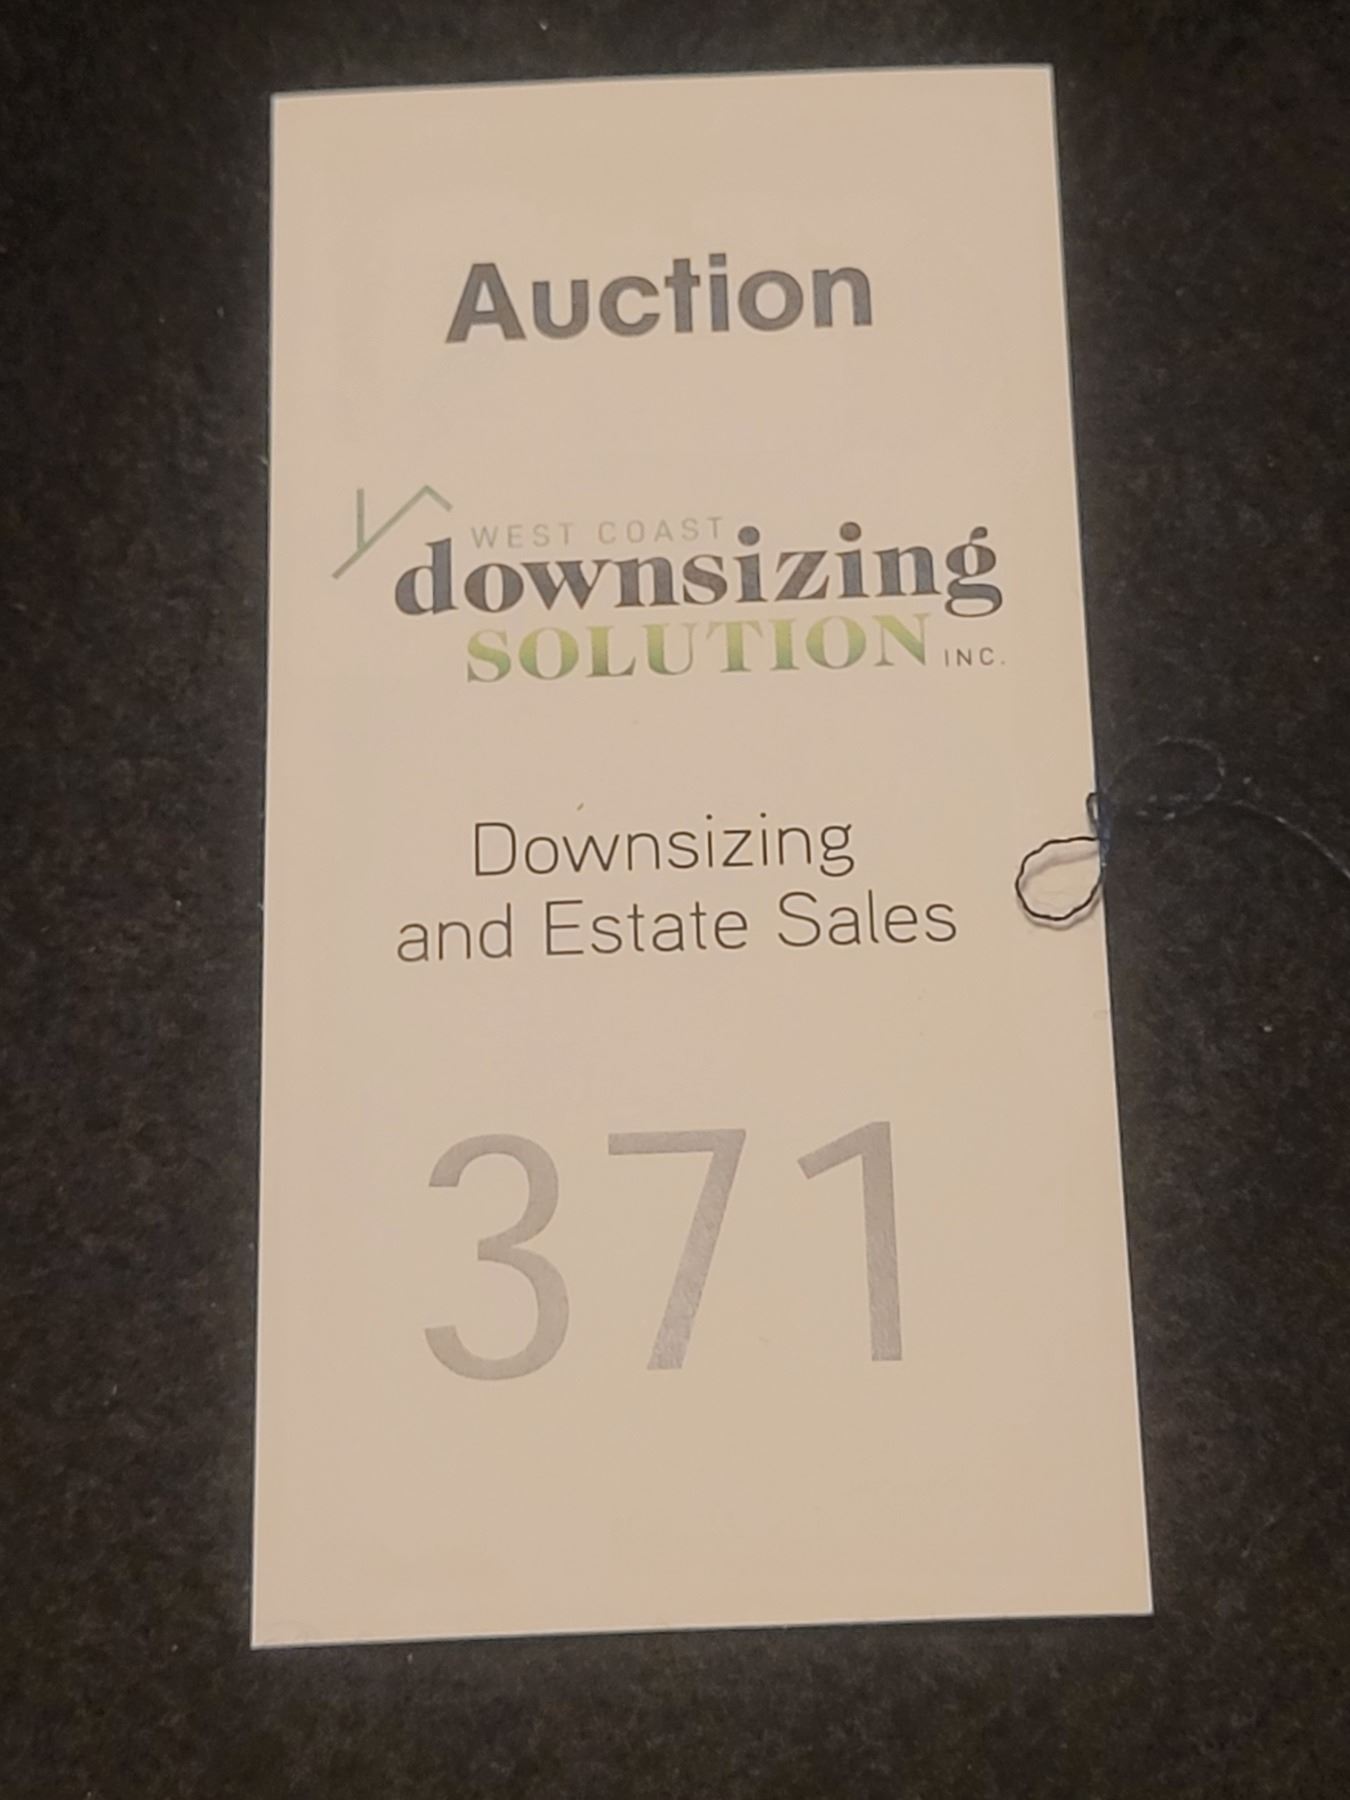 Auction
WEST COAST
downsizing
SOLUTION INC.
Downsizing
and Estate Sales
371